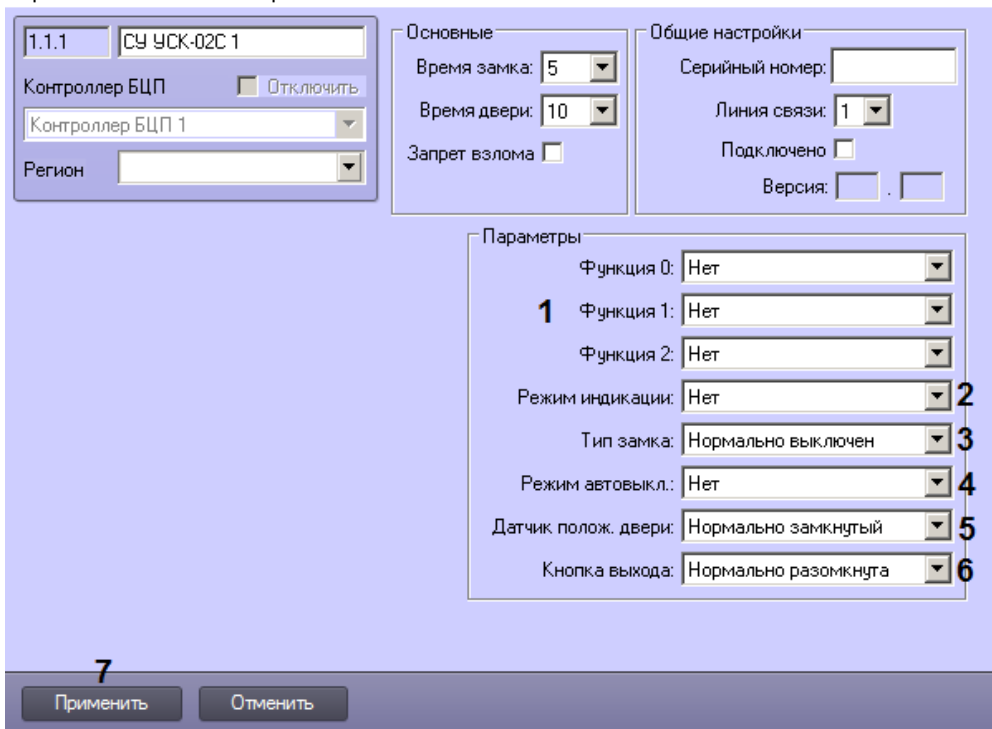 1.1.1 СУ УСК-02С 1
Контроллер БЦП Отключить
Контроллер БЦП 1
Регион
Основные
Время замка: 5
Время двери: 10
Запрет взлома
Общие настройки
Серийный номер:
Линия связи: 1
Подключено
Версия: .
Параметры
Функция 0: Нет
1 Функция 1: Нет
Функция 2: Нет
Режим индикации: Нет 2
Тип замка: Нормально выключен 3
Режим автовыкл.: Нет 4
Датчик полож. двери: Нормально замкнутый 5
Кнопка выхода: Нормально разомкнута 6
7
Применить Отменить